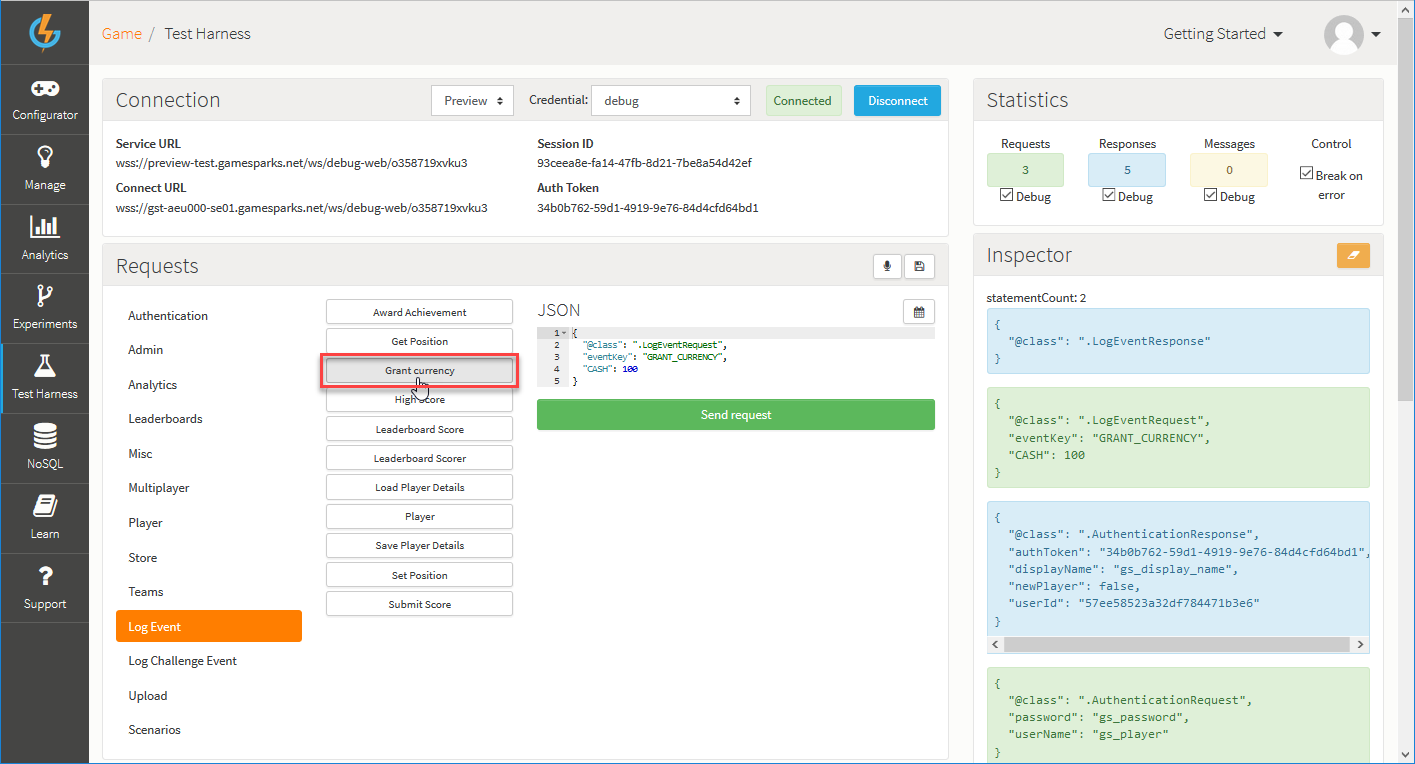 Game / Test Harness
Getting Started
Configurator
Manage
Analytics
Experiments
Test Harness
NoSQL
Learn
Support
Connection
Preview
Credential:
debug
Connected
Disconnect
Service URL
wss://preview-test.gamesparks.net/ws/debug-web/o358719xvku3
Connect URL
wss://gst-aeu000-se01.gamesparks.net/ws/debug-web/o358719xvku3
Session ID
93ceea8e-fa14-47fb-8d21-7be8a54d42ef
Auth Token
34b0b762-59d1-4919-9e76-84d4cfd64bd1
Statistics
Requests
3
Debug
Responses
5
Debug
Messages
0
Debug
Control
Break on
error
Requests
Authentication
Admin
Analytics
Leaderboards
Misc
Multiplayer
Player
Store
Teams
Log Event
Log Challenge Event
Upload
Scenarios
Award Achievement
Get Position
Grant currency
High Score
Leaderboard Score
Leaderboard Scorer
Load Player Details
Player
Save Player Details
Set Position
Submit Score
JSON
1 {
2 "@class": ".LogEventRequest",
3 "eventKey": "GRANT_CURRENCY",
4 "CASH": 100
5 }
Send request
Inspector
statementCount: 2
{
"@class": ".LogEventResponse"
}
{
"@class": ".LogEventRequest",
"eventKey": "GRANT_CURRENCY",
"CASH": 100
}
{
"@class": ".AuthenticationResponse",
"authToken": "34b0b762-59d1-4919-9e76-84d4cfd64bd1",
"displayName": "gs_display_name",
"newPlayer": false,
"userId": "57ee58523a32df784471b3e6"
}
{
"@class": ".AuthenticationRequest",
"password": "gs_password",
"userName": "gs_player"
}